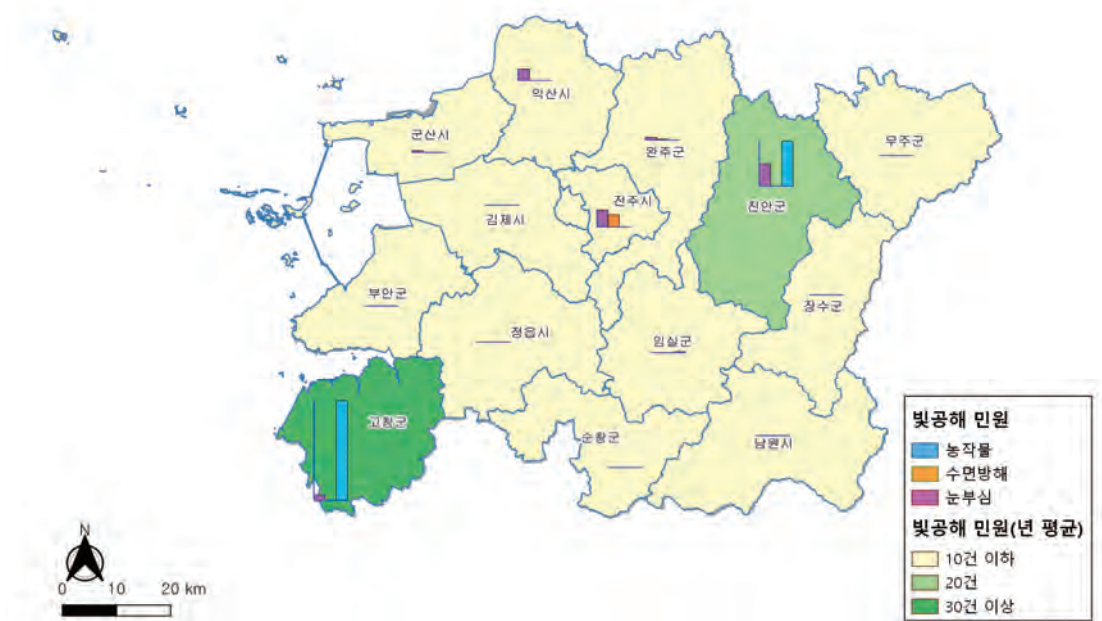 익산시
군산시
완주군
무주군
전주시
진안군
김제시
부안군
장수군
정읍시
임실군
고창군
순창군
남원시
빛공해 민원
농작물
수면방해
눈부심
빛공해 민원(년 평균)
10건 이하
20건
30건 이상
N
0 10 20 km